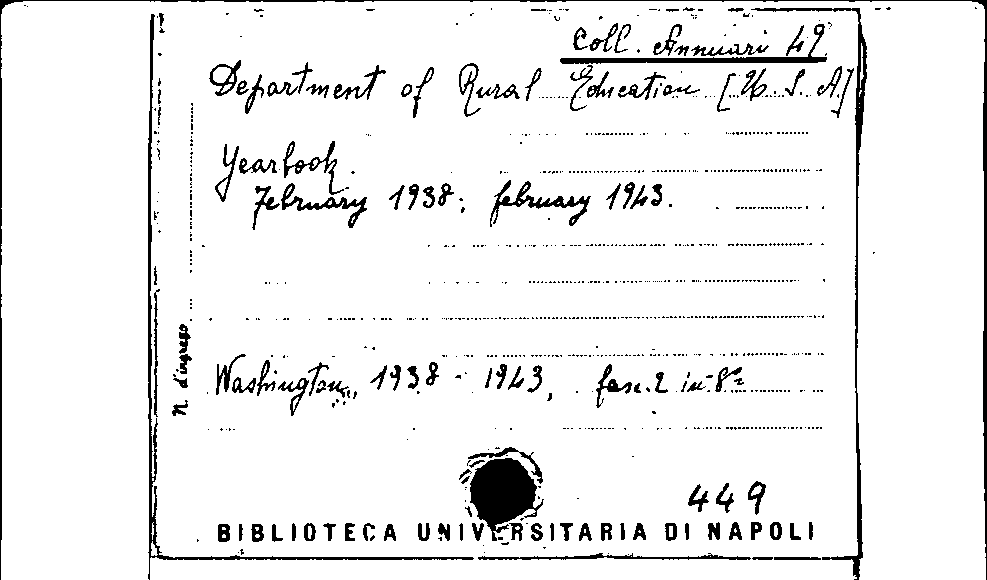 Coll. Annuari 49
Department of Rural Education [U. S. A.]
Yearbook.
February 1938; february 1943.
N. d'ingresso
Washington, 1938 - 1943, fasc. 2 in-8º
449
BIBLIOTECA UNIVERSITARIA DI NAPOLI